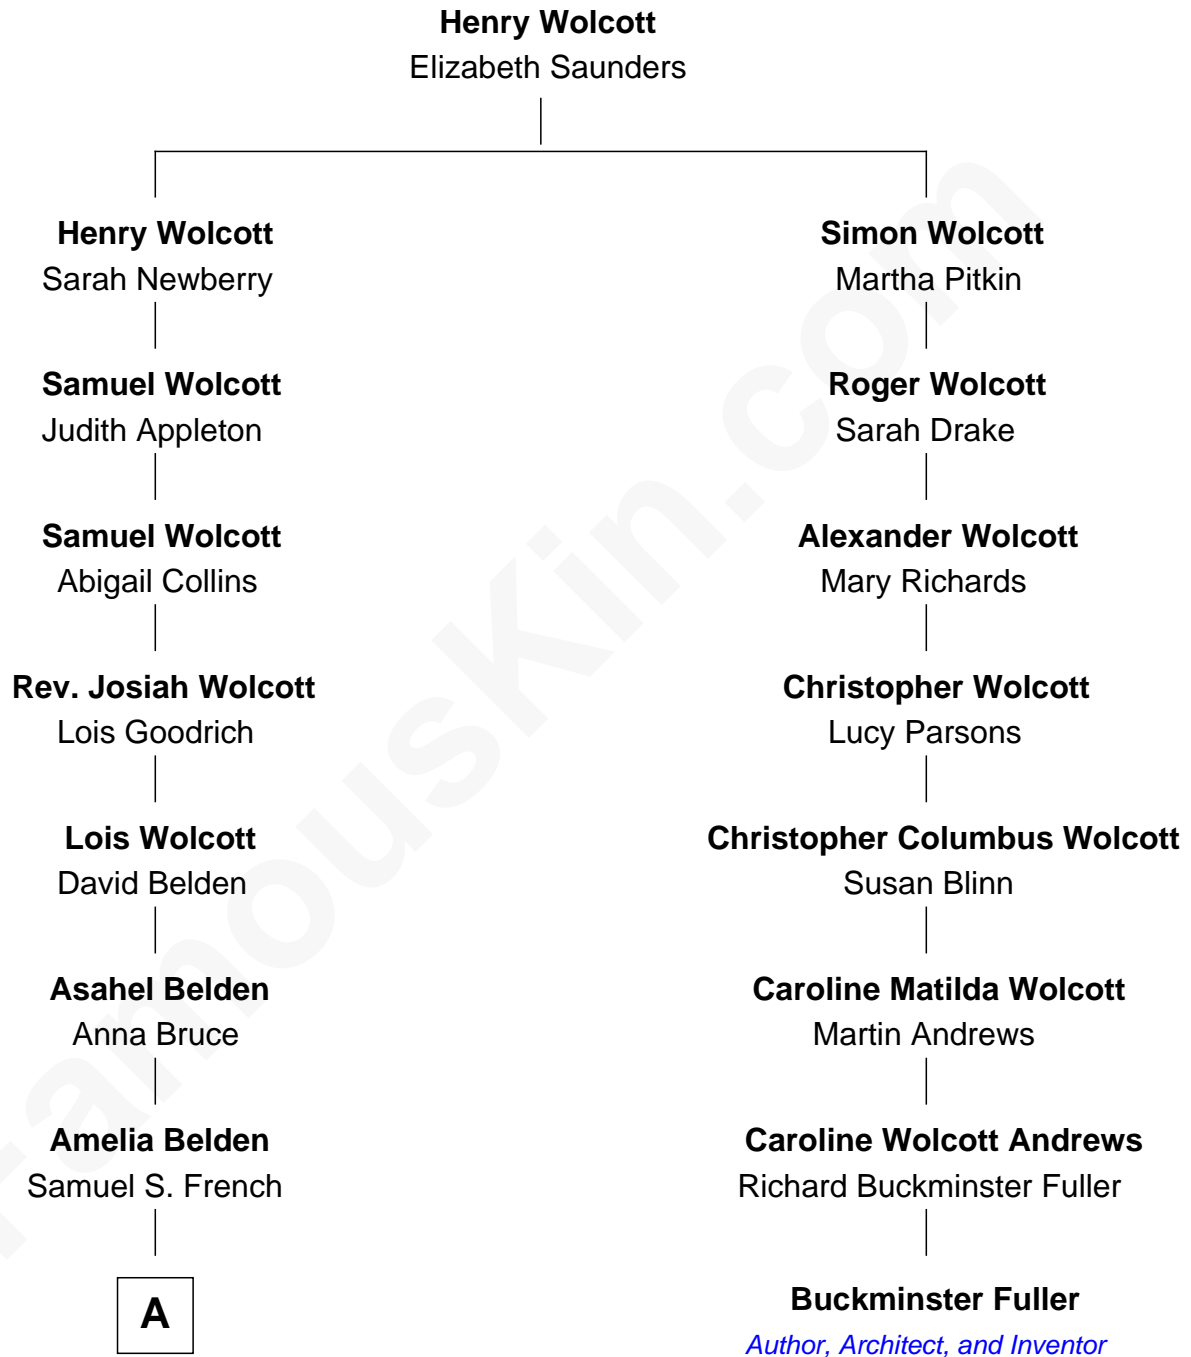 Henry Wolcott
Elizabeth Saunders
Henry Wolcott
Sarah Newberry
Simon Wolcott
Martha Pitkin
Samuel Wolcott
Judith Appleton
Roger Wolcott
Sarah Drake
Samuel Wolcott
Abigail Collins
Alexander Wolcott
Mary Richards
Rev. Josiah Wolcott
Lois Goodrich
Christopher Wolcott
Lucy Parsons
Lois Wolcott
David Belden
Christopher Columbus Wolcott
Susan Blinn
Asahel Belden
Anna Bruce
Caroline Matilda Wolcott
Martin Andrews
Amelia Belden
Samuel S. French
Caroline Wolcott Andrews
Richard Buckminster Fuller
A
Buckminster Fuller
Author, Architect, and Inventor
FamousKin.com